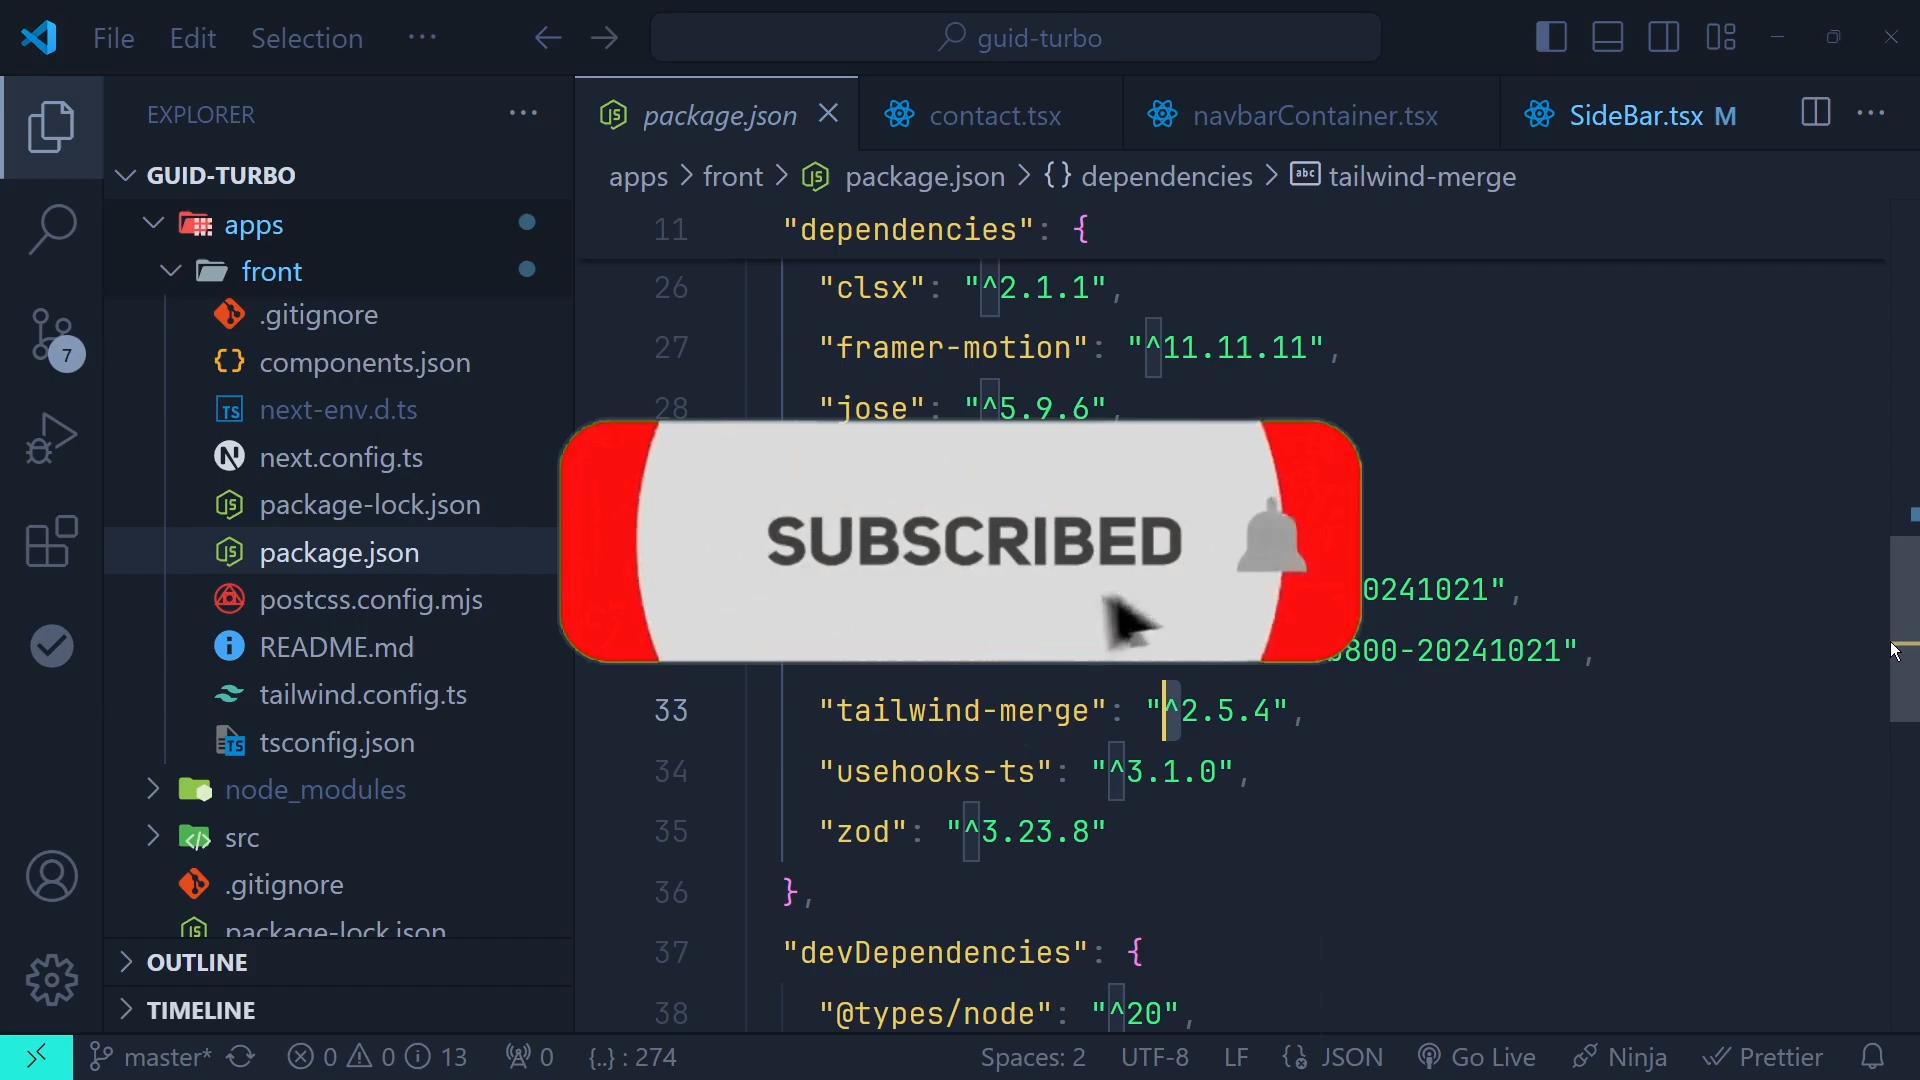 File Edit Selection ··· guid-turbo
EXPLORER ···
GUID-TURBO
apps
front
.gitignore
components.json
next-env.d.ts
next.config.ts
package-lock.json
package.json
postcss.config.mjs
README.md
tailwind.config.ts
tsconfig.json
node_modules
src
.gitignore
package-lock.json
OUTLINE
TIMELINE
7
package.json contact.tsx navbarContainer.tsx SideBar.tsx M ···
apps > front > package.json > {} dependencies > abc tailwind-merge
11 "dependencies": {
26 "clsx": "^2.1.1",
27 "framer-motion": "^11.11.11",
28 "jose": "^5.9.6",
SUBSCRIBED
0241021",
800-20241021",
33 "tailwind-merge": "^2.5.4",
34 "usehooks-ts": "^3.1.0",
35 "zod": "^3.23.8"
36 },
37 "devDependencies": {
38 "@types/node": "^20",
master* 0 0 13 0 {..} : 274 Spaces: 2 UTF-8 LF JSON Go Live Ninja Prettier